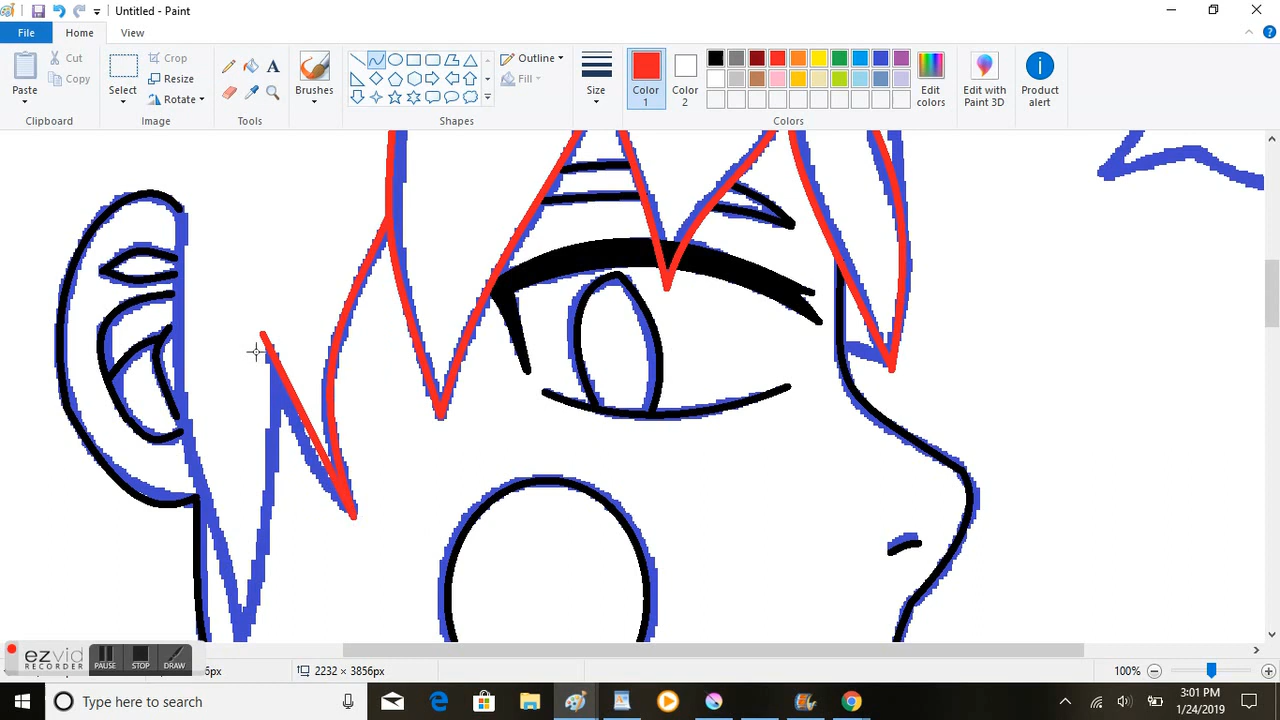 Untitled - Paint
File
Home
View
Paste
Cut
Copy
Clipboard
Select
Crop
Resize
Rotate
Image
A
Tools
Brushes
Outline
Fill
Shapes
Size
Color 1
Color 2
Edit colors
Colors
Edit with Paint 3D
Product alert
ezvid
RECORDER
PAUSE
STOP
DRAW
2232 × 3856px
100%
Type here to search
3:01 PM
1/24/2019